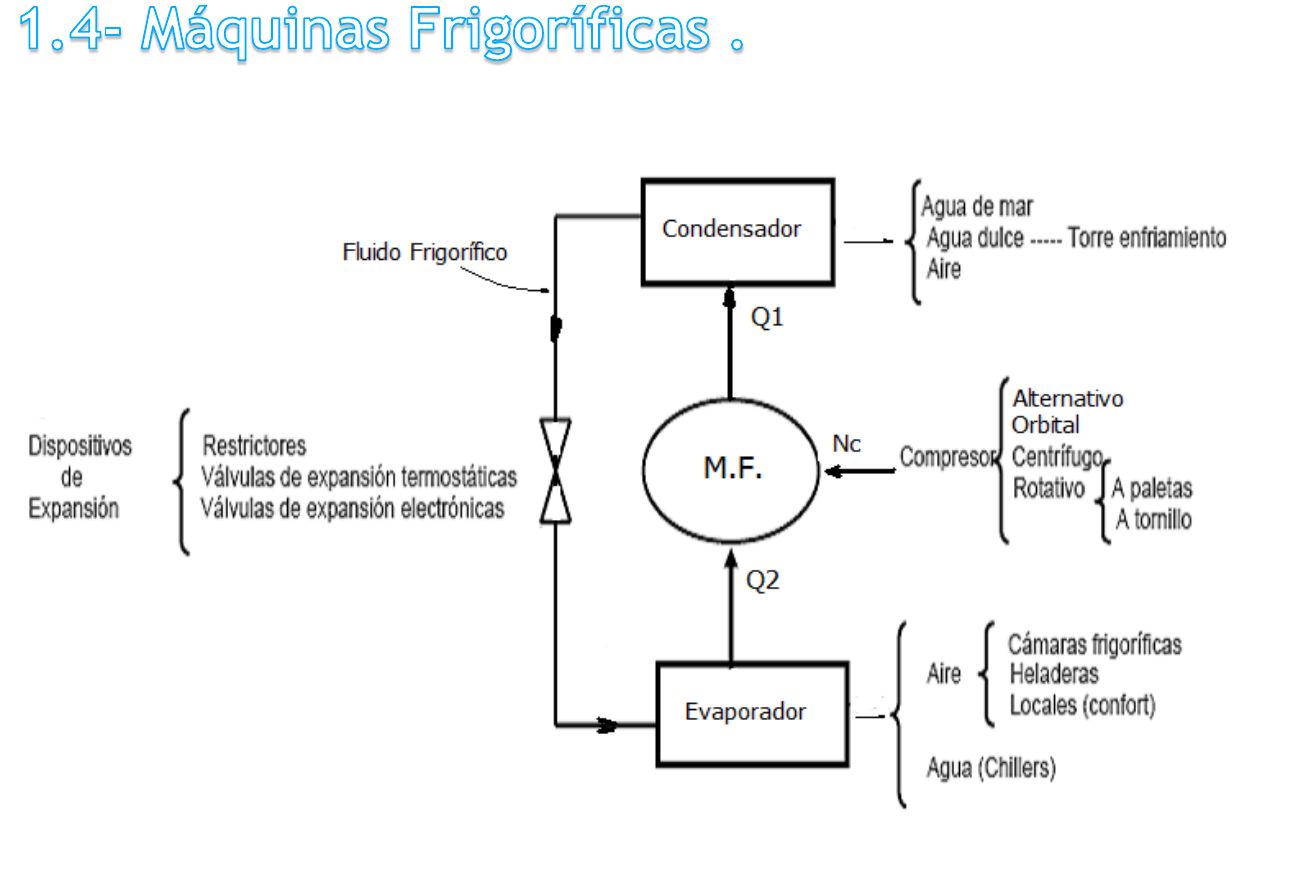 1.4- Máquinas Frigoríficas .
Condensador
Agua de mar
Agua dulce ----- Torre enfriamiento
Aire
Fluido Frigorífico
Q1
Dispositivos
de
Expansión
Restrictores
Válvulas de expansión termostáticas
Válvulas de expansión electrónicas
M.F.
Nc
Compresor
Alternativo
Orbital
Centrífugo
Rotativo
A paletas
A tornillo
Q2
Evaporador
Aire
Cámaras frigoríficas
Heladeras
Locales (confort)
Agua (Chillers)